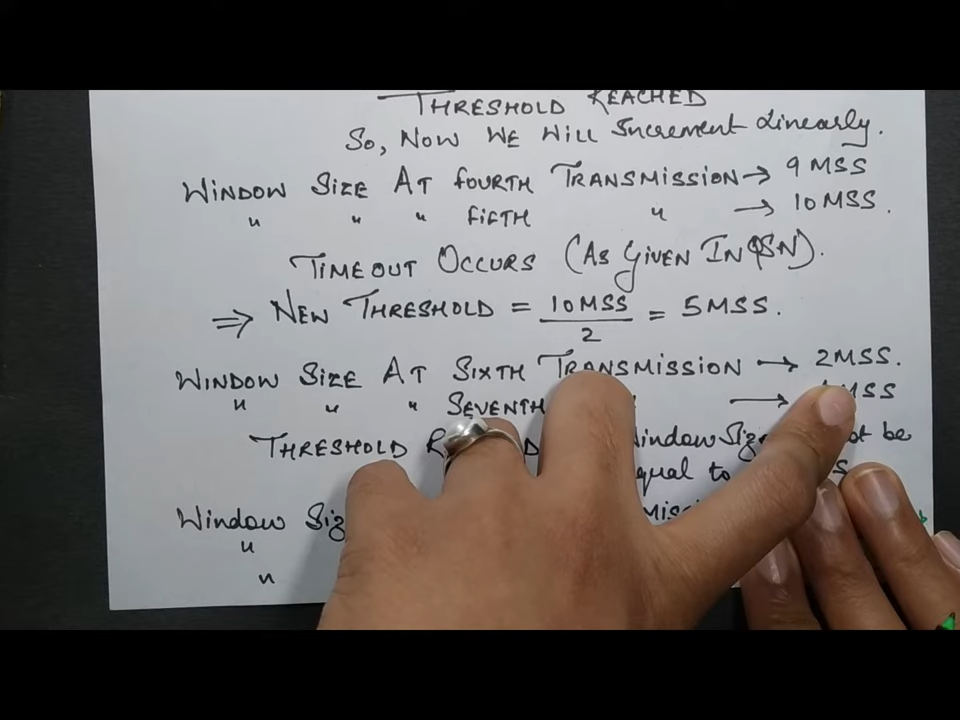 THRESHOLD REACHED
So, NOW WE WILL Increment Linearly.
WINDOW SIZE AT FOURTH TRANSMISSION → 9 MSS
" " " FIFTH " → 10 MSS.
TIMEOUT OCCURS (AS GIVEN IN QSN).
⇒ NEW THRESHOLD = 10 MSS / 2 = 5 MSS.
WINDOW SIZE AT SIXTH TRANSMISSION → 2 MSS.
" " " SEVENTH → MSS
THRESHOLD Window be
equal to
Window
"
"